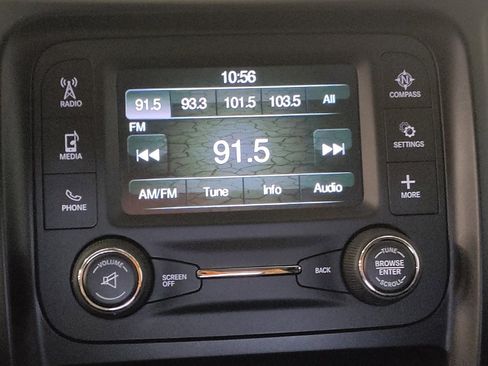 10:56
91.5 93.3 101.5 103.5 All
FM
91.5
AM/FM Tune Info Audio
RADIO
MEDIA
PHONE
N
COMPASS
SETTINGS
MORE
VOLUME
SCREEN
OFF
BACK
TUNE
BROWSE
ENTER
SCROLL